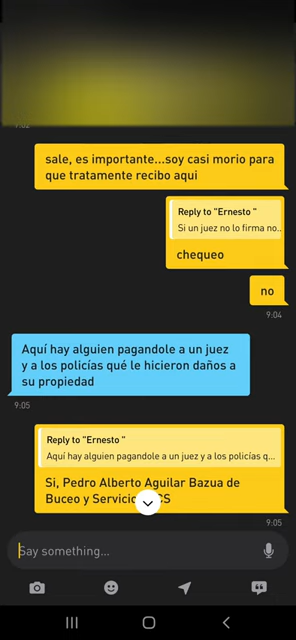 sale, es importante...soy casi morio para
que tratamente recibo aqui
Reply to "Ernesto "
Si un juez no lo firma no..
chequeo
no
9:04
Aquí hay alguien pagandole a un juez
y a los policías qué le hicieron daños a
su propiedad
9:05
Reply to "Ernesto "
Aquí hay alguien pagandole a un juez y a los policías q...
Si, Pedro Alberto Aguilar Bazua de
Buceo y Servicio CS
9:05
Say something...